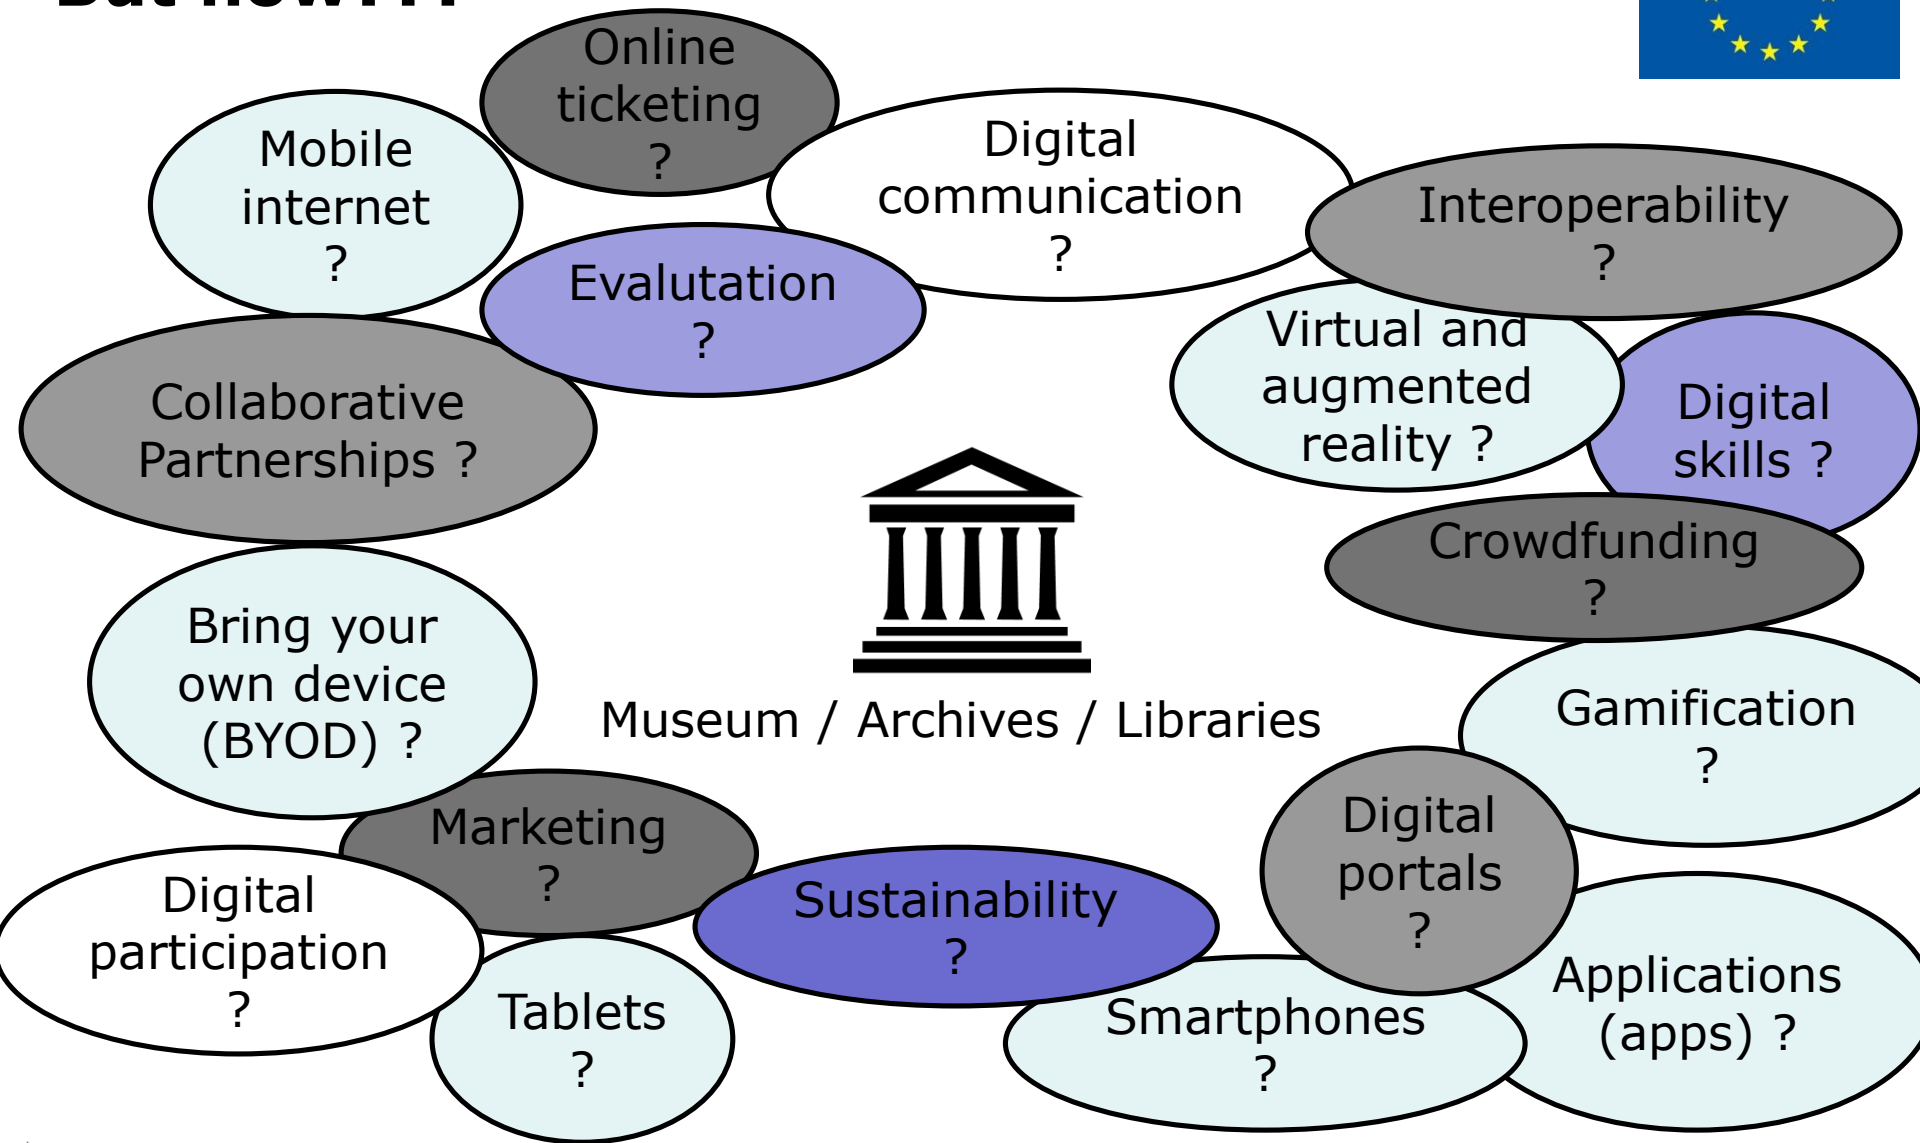 Online
ticketing
?
Mobile
internet
?
Digital
communication
?
Interoperability
?
Evalutation
?
Virtual and
augmented
reality ?
Digital
skills ?
Collaborative
Partnerships ?
Crowdfunding
?
Bring your
own device
(BYOD) ?
Museum / Archives / Libraries
Gamification
?
Marketing
?
Digital
portals
?
Digital
participation
?
Sustainability
?
Tablets
?
Smartphones
?
Applications
(apps) ?